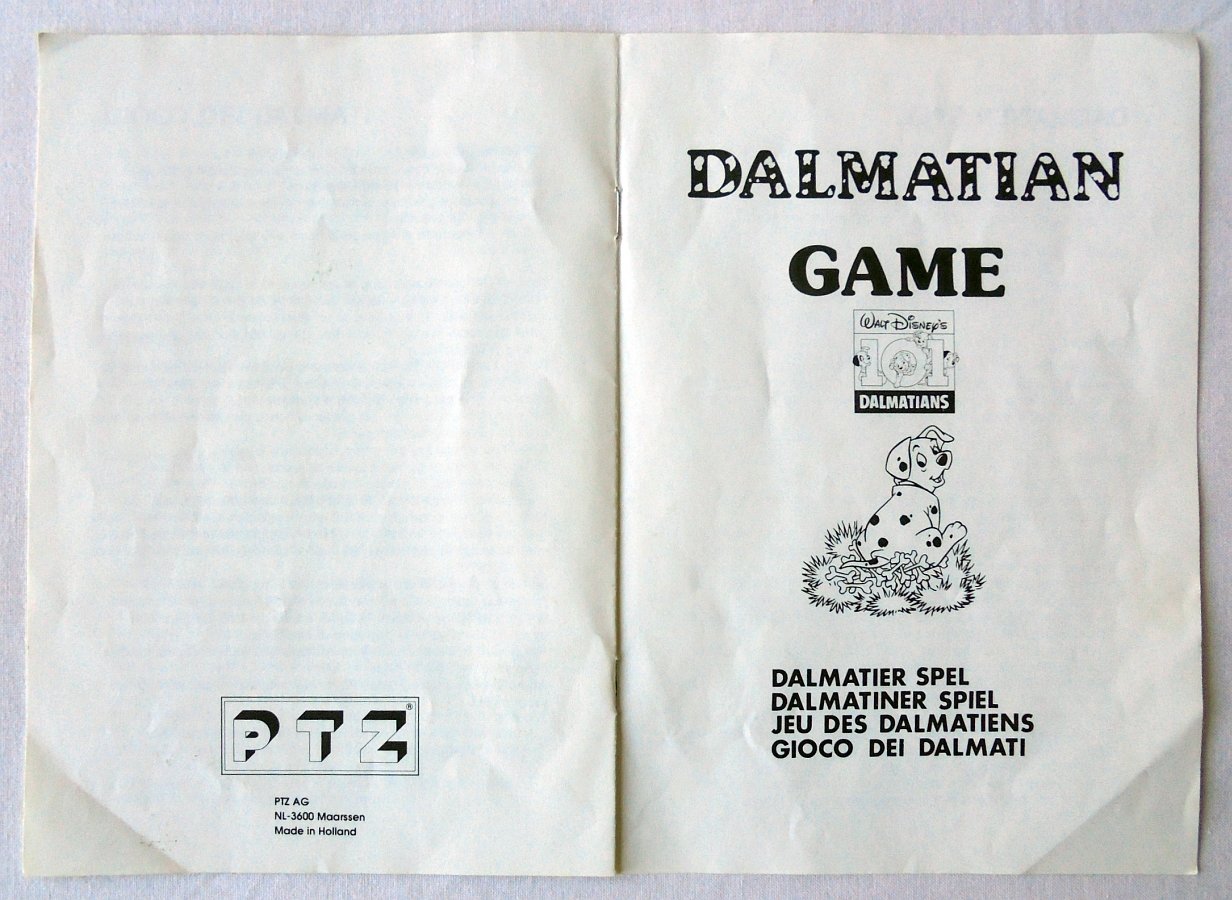 PTZ®
PTZ AG
NL-3600 Maarssen
Made in Holland
DALMATIAN
GAME
WALT DISNEY'S
101
DALMATIANS
DALMATIER SPEL
DALMATINER SPIEL
JEU DES DALMATIENS
GIOCO DEI DALMATI